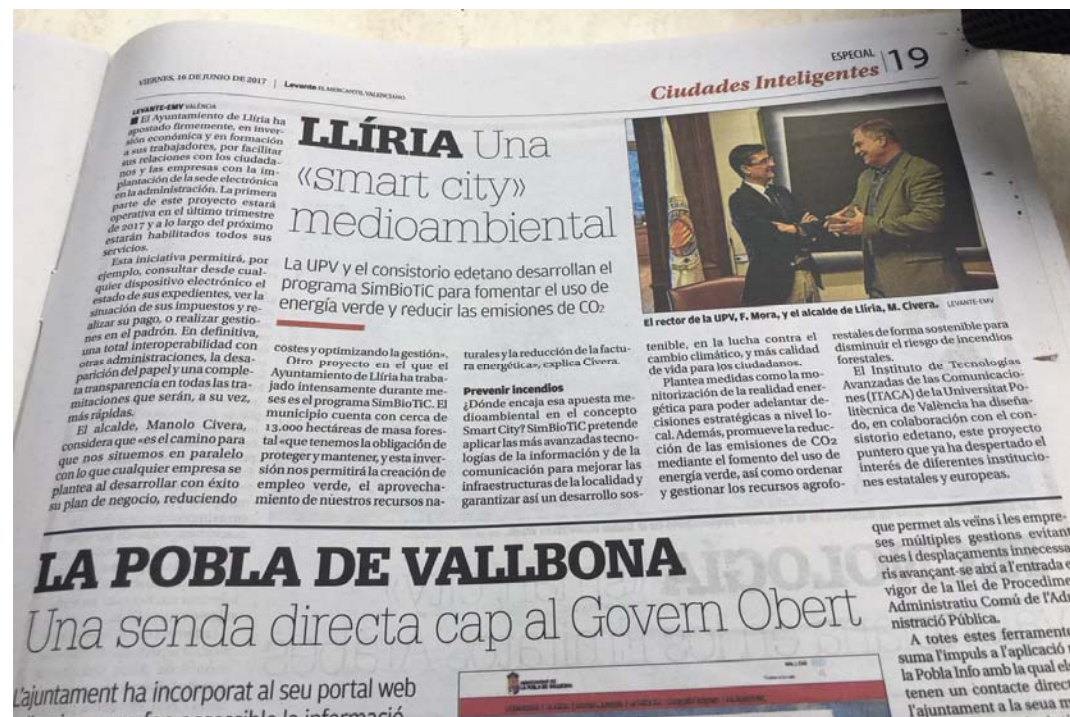 VIERNES, 16 DE JUNIO DE 2017 | Levante EL MERCANTIL VALENCIANO
ESPECIAL | 19
Ciudades Inteligentes
LEVANTE-EMV VALÈNCIA
■ El Ayuntamiento de Llíria ha
apostado firmemente, en inver-
sión económica y en formación
a sus trabajadores, por facilitar
sus relaciones con los ciudada-
nos y las empresas con la im-
plantación de la sede electrónica
en la administración. La primera
parte de este proyecto estará
operativa en el último trimestre
de 2017 y a lo largo del próximo
estarán habilitados todos sus
servicios.
Esta iniciativa permitirá, por
ejemplo, consultar desde cual-
quier dispositivo electrónico el
estado de sus expedientes, ver la
situación de sus impuestos y re-
alizar su pago, o realizar gestio-
nes en el padrón. En definitiva,
una total interoperabilidad con
otras administraciones, la desa-
parición del papel y una comple-
ta transparencia en todas las tra-
mitaciones que serán, a su vez,
más rápidas.
El alcalde, Manolo Civera,
considera que «es el camino para
que nos situemos en paralelo
con lo que cualquier empresa se
plantea al desarrollar con éxito
su plan de negocio, reduciendo
LLÍRIA Una
«smart city»
medioambiental
La UPV y el consistorio edetano desarrollan el
programa SimBioTiC para fomentar el uso de
energía verde y reducir las emisiones de CO2
El rector de la UPV, F. Mora, y el alcalde de Llíria, M. Civera. LEVANTE-EMV
costes y optimizando la gestión».
Otro proyecto en el que el
Ayuntamiento de Llíria ha traba-
jado intensamente durante me-
ses es el programa SimBioTiC. El
municipio cuenta con cerca de
13.000 hectáreas de masa fores-
tal «que tenemos la obligación de
proteger y mantener, y esta inver-
sión nos permitirá la creación de
empleo verde, el aprovecha-
miento de nuestros recursos na-
turales y la reducción de la factu-
ra energética», explica Civera.
Prevenir incendios
¿Dónde encaja esa apuesta me-
dioambiental en el concepto
Smart City? SimBioTiC pretende
aplicar las más avanzadas tecno-
logías de la información y de la
comunicación para mejorar las
infraestructuras de la localidad y
garantizar así un desarrollo sos-
tenible, en la lucha contra el
cambio climático, y más calidad
de vida para los ciudadanos.
Plantea medidas como la mo-
nitorización de la realidad ener-
gética para poder adelantar de-
cisiones estratégicas a nivel lo-
cal. Además, promueve la reduc-
ción de las emisiones de CO2
mediante el fomento del uso de
energía verde, así como ordenar
y gestionar los recursos agrofo-
restales de forma sostenible para
disminuir el riesgo de incendios
forestales.
El Instituto de Tecnologías
Avanzadas de las Comunicacio-
nes (ITACA) de la Universitat Po-
litècnica de València ha diseña-
do, en colaboración con el con-
sistorio edetano, este proyecto
puntero que ya ha despertado el
interés de diferentes institucio-
nes estatales y europeas.
LA POBLA DE VALLBONA
Una senda directa cap al Govern Obert
L'ajuntament ha incorporat al seu portal web
que permet als veïns i les empre-
ses múltiples gestions evitant
cues i desplaçaments innecessa-
ris avançant-se així a l'entrada e
vigor de la llei de Procedime
Administratiu Comú de l'Adr
nistració Pública.
A totes estes ferrament
suma l'impuls a l'aplicació
la Pobla Info amb la qual els
tenen un contacte direct
l'ajuntament a la seua m